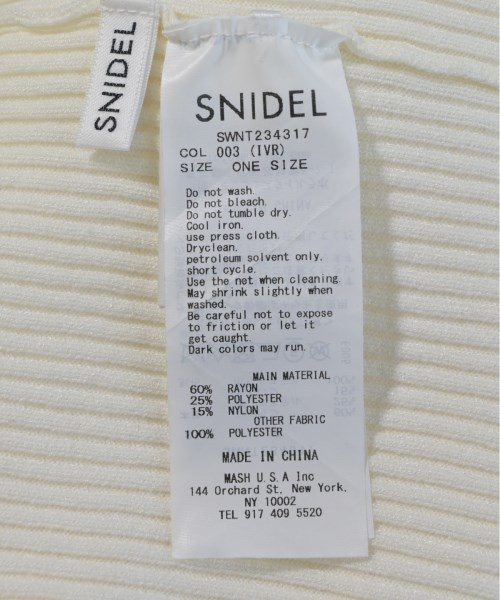 SNIDEL
SNIDEL
SWNT234317
COL 003 (IVR)
SIZE ONE SIZE
Do not wash.
Do not bleach.
Do not tumble dry.
Cool iron.
use press cloth.
Dryclean.
petroleum solvent only.
short cycle.
Use the net when cleaning.
May shrink slightly when
washed.
Be careful not to expose
to friction or let it
get caught.
Dark colors may run.
MAIN MATERIAL
60% RAYON
25% POLYESTER
15% NYLON
OTHER FABRIC
100% POLYESTER
MADE IN CHINA
MASH U.S.A Inc
144 Orchard St. New York.
NY 10002
TEL 917 409 5520